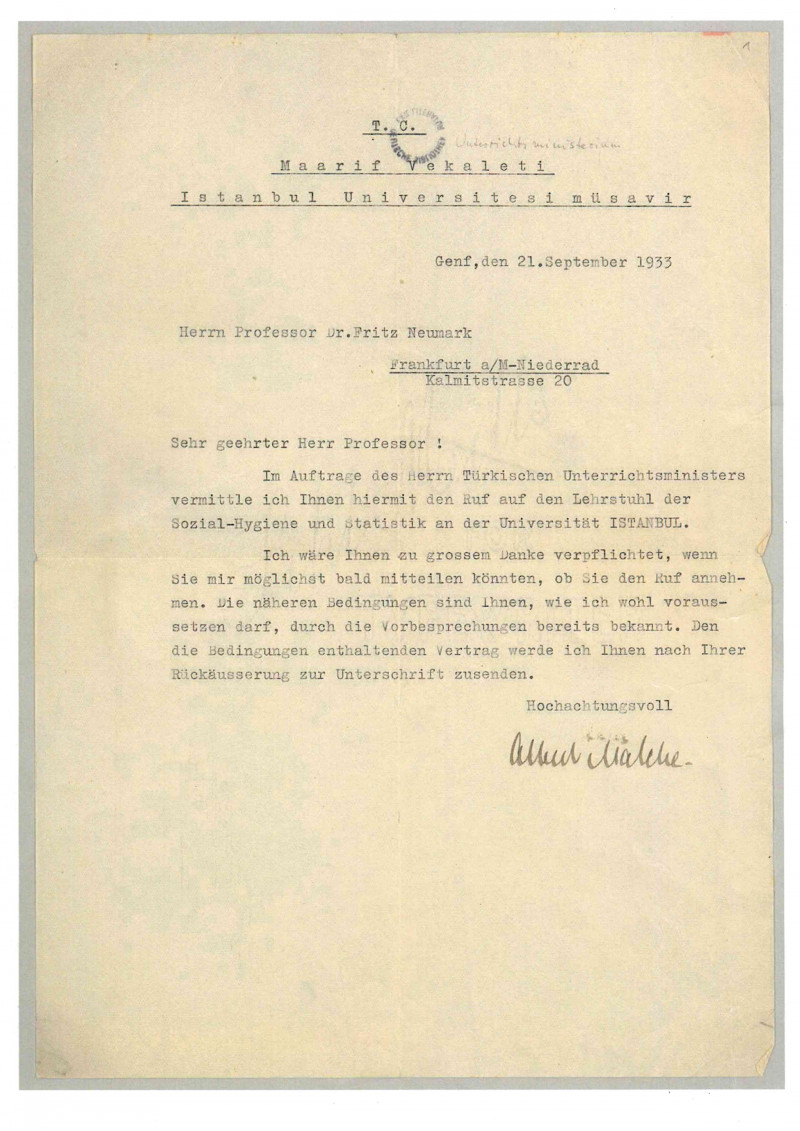 1
T. C.
Unterrichtsministerium
Maarif Vekaleti
Istanbul Universitesi müsavir
Genf,den 21.September 1933
Herrn Professor Dr.Fritz Neumark
Frankfurt a/M-Niederrad
Kalmitstrasse 20
Sehr geehrter Herr Professor !
Im Auftrage des Herrn Türkischen Unterrichtsministers
vermittle ich Ihnen hiermit den Ruf auf den Lehrstuhl der
Sozial-Hygiene und Statistik an der Universität ISTANBUL.
Ich wäre Ihnen zu grossem Danke verpflichtet, wenn
Sie mir möglichst bald mitteilen könnten, ob Sie den Ruf anneh-
men. Die näheren Bedingungen sind Ihnen, wie ich wohl voraus-
setzen darf, durch die Vorbesprechungen bereits bekannt. Den
die Bedingungen enthaltenden Vertrag werde ich Ihnen nach Ihrer
Rückäusserung zur Unterschrift zusenden.
Hochachtungsvoll
Albert Malche.